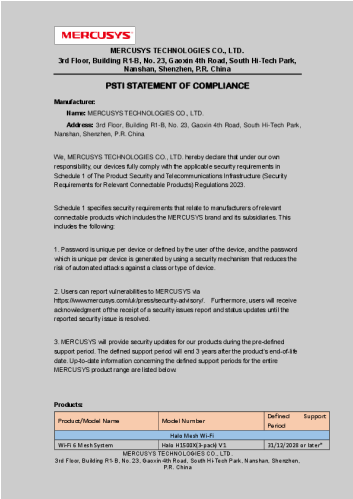 MERCUSYS
MERCUSYS TECHNOLOGIES CO., LTD.
3rd Floor, Building R1-B, No. 23, Gaoxin 4th Road, South Hi-Tech Park,
Nanshan, Shenzhen, P.R. China
PSTI STATEMENT OF COMPLIANCE
Manufacturer:
Name: MERCUSYS TECHNOLOGIES CO., LTD.
Address: 3rd Floor, Building R1-B, No. 23, Gaoxin 4th Road, South Hi-Tech Park,
Nanshan, Shenzhen, P.R. China
We, MERCUSYS TECHNOLOGIES CO., LTD. hereby declare that under our own
responsibility, our devices fully comply with the applicable security requirements in
Schedule 1 of The Product Security and Telecommunications Infrastructure (Security
Requirements for Relevant Connectable Products) Regulations 2023.
Schedule 1 specifies security requirements that relate to manufacturers of relevant
connectable products which includes the MERCUSYS brand and its subsidiaries. This
includes the following:
1. Password is unique per device or defined by the user of the device, and the password
which is unique per device is generated by using a security mechanism that reduces the
risk of automated attacks against a class or type of device.
2. Users can report vulnerabilities to MERCUSYS via
https://www.mercusys.com/uk/press/security-advisory/. Furthermore, users will receive
acknowledgment of the receipt of a security issues report and status updates until the
reported security issue is resolved.
3. MERCUSYS will provide security updates for our products during the pre-defined
support period. The defined support period will end 3 years after the product's end-of-life
date. Up-to-date information concerning the defined support periods for the entire
MERCUSYS product range are listed below.
Products:
Product/Model Name Model Number Defined Support Period
Halo Mesh Wi-Fi
Wi-Fi 6 Mesh System Halo H1500X(3-pack) V1 31/12/2028 or later*
MERCUSYS TECHNOLOGIES CO., LTD.
3rd Floor, Building R1-B, No. 23, Gaoxin 4th Road, South Hi-Tech Park, Nanshan, Shenzhen,
P.R. China